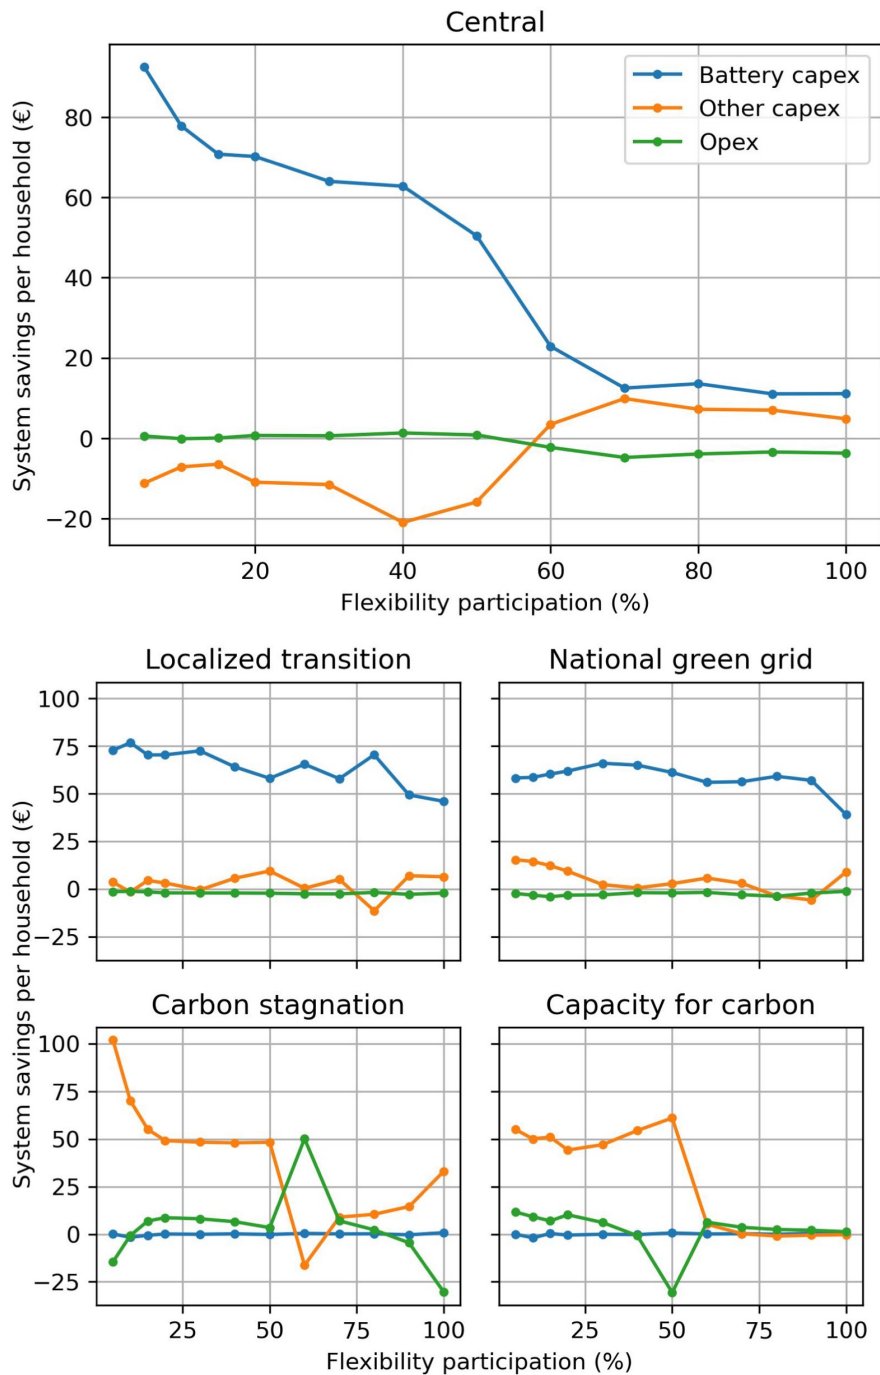 Central
Battery capex
Other capex
Opex
System savings per household (€)
80
60
40
20
0
−20
20 40 60 80 100
Flexibility participation (%)
Localized transition National green grid
System savings per household (€)
100
75
50
25
0
−25
Carbon stagnation Capacity for carbon
100
75
50
25
0
−25
25 50 75 100 25 50 75 100
Flexibility participation (%)